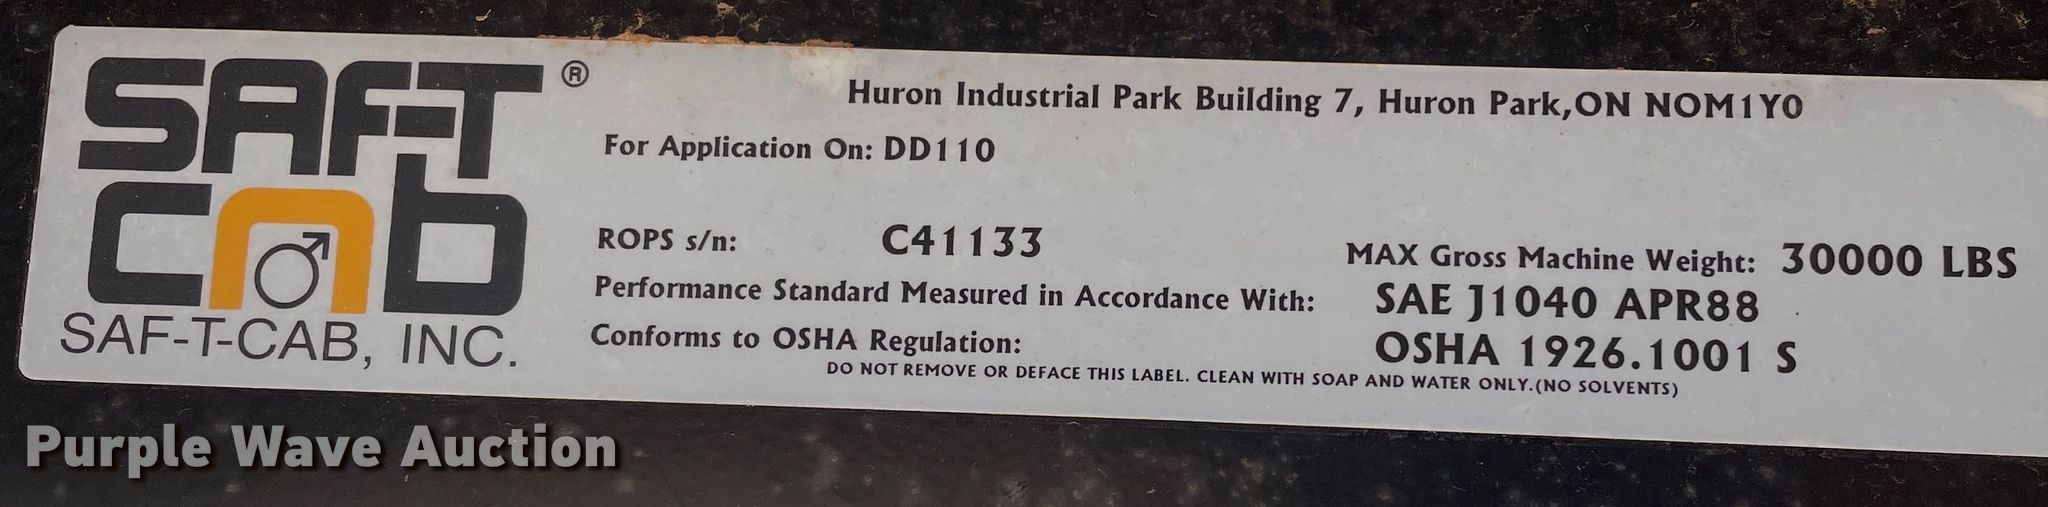 SAF-T
cab
®
SAF-T-CAB, INC.
Huron Industrial Park Building 7, Huron Park,ON NOM1Y0
For Application On: DD110
ROPS s/n: C41133
MAX Gross Machine Weight: 30000 LBS
Performance Standard Measured in Accordance With: SAE J1040 APR88
Conforms to OSHA Regulation: OSHA 1926.1001 S
DO NOT REMOVE OR DEFACE THIS LABEL. CLEAN WITH SOAP AND WATER ONLY.(NO SOLVENTS)
Purple Wave Auction